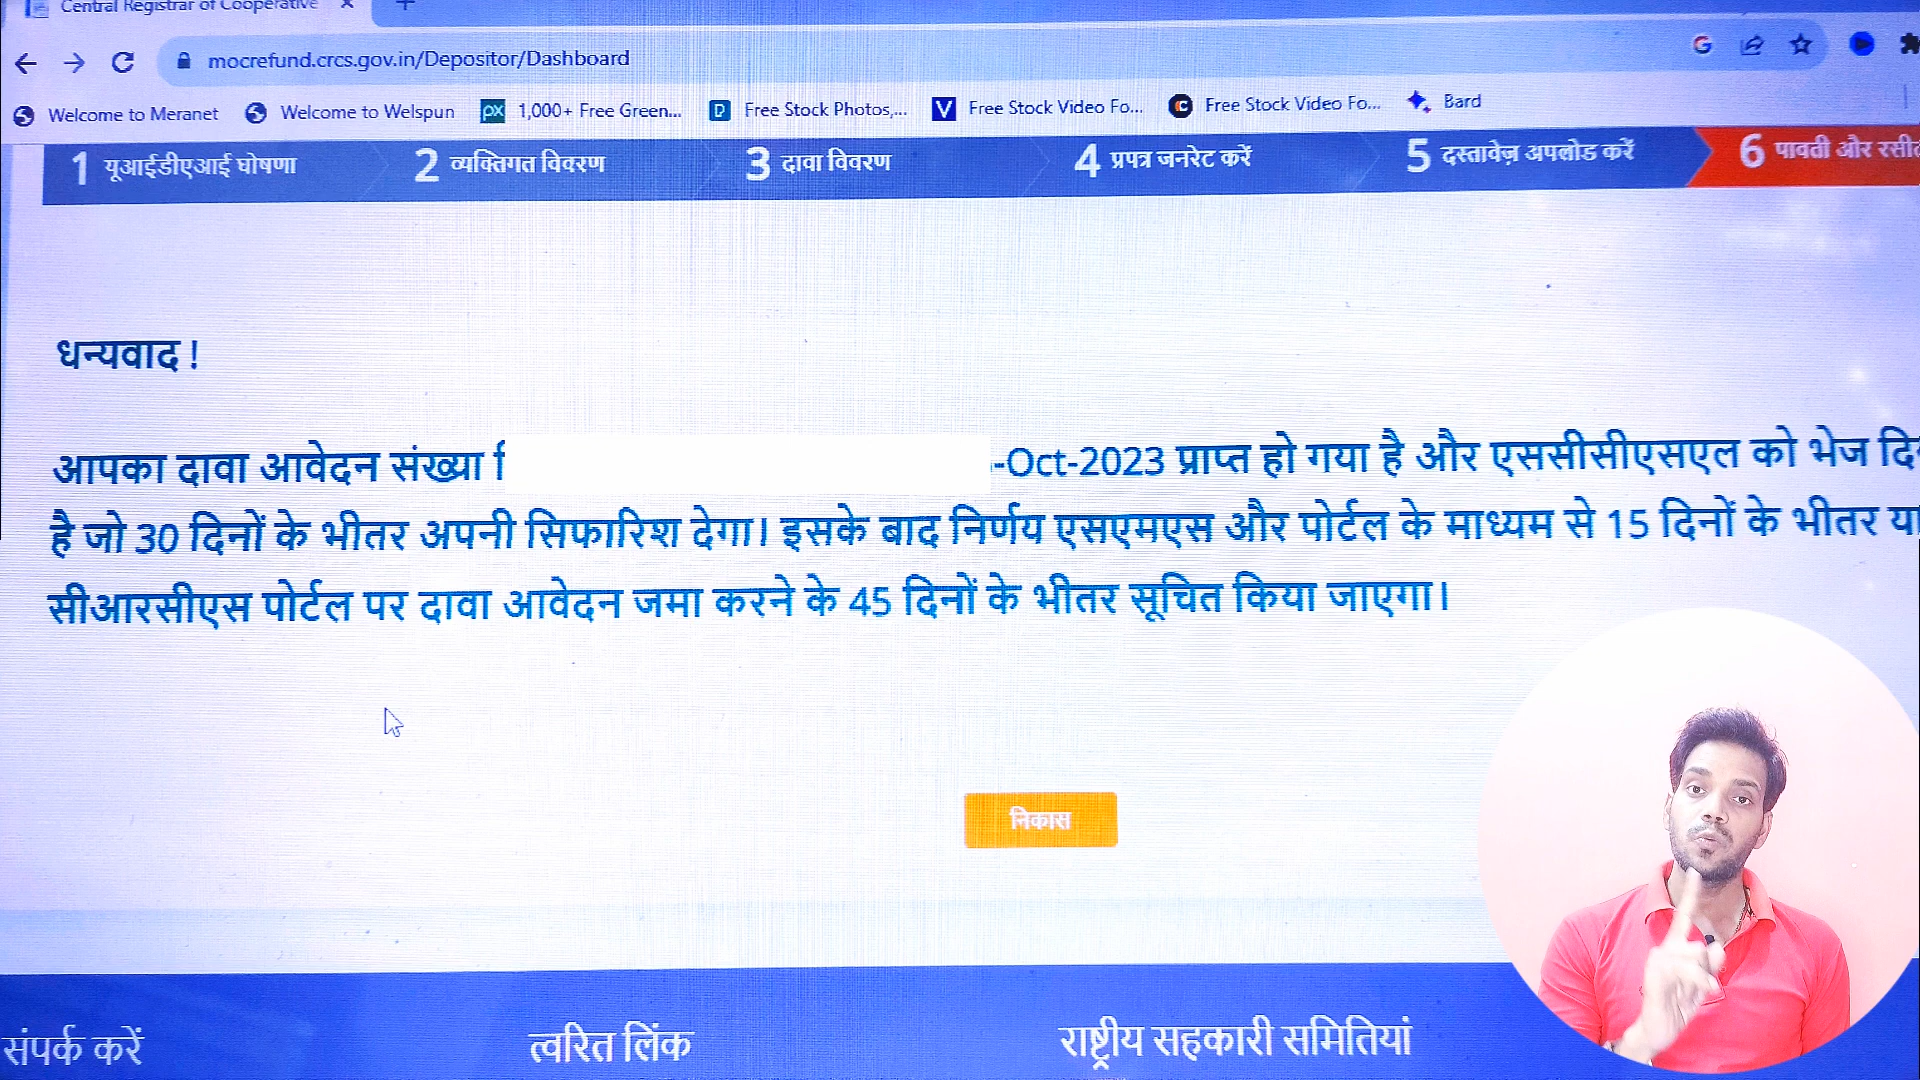 Central Registrar of Cooperative
mocrefund.crcs.gov.in/Depositor/Dashboard
Welcome to Meranet Welcome to Welspun 1,000+ Free Green... Free Stock Photos,... Free Stock Video Fo... Free Stock Video Fo... Bard
1 यूआईडीएआई घोषणा 2 व्यक्तिगत विवरण 3 दावा विवरण 4 प्रपत्र जनरेट करें 5 दस्तावेज़ अपलोड करें 6 पावती और
धन्यवाद !
आपका दावा आवेदन संख्या -Oct-2023 प्राप्त हो गया है और एससीसीएसएल को भेज
है जो 30 दिनों के भीतर अपनी सिफारिश देगा। इसके बाद निर्णय एसएमएस और पोर्टल के माध्यम से 15 दिनों के भीतर या
सीआरसीएस पोर्टल पर दावा आवेदन जमा करने के 45 दिनों के भीतर सूचित किया जाएगा।
निकास
संपर्क करें त्वरित लिंक राष्ट्रीय सहकारी समितियां